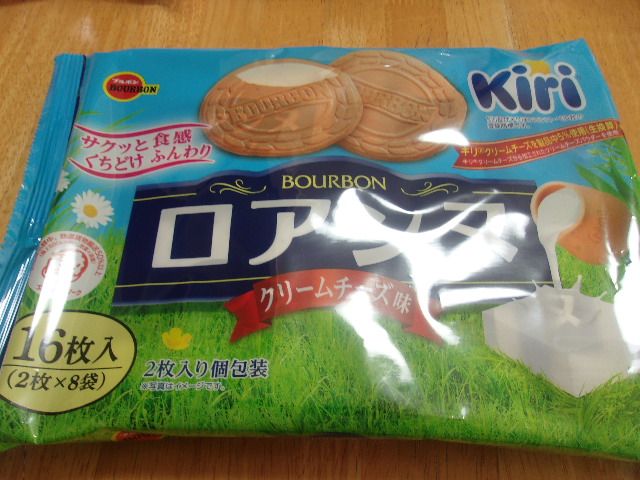 ブルボン
BOURBON
サクッと食感
くちどけふんわり
BOURBON
Kiri
キリ®クリームチーズを製品中5%使用(生換算)
BOURBON
ロアンヌ
クリームチーズ味
16枚入
(2枚×8袋)
2枚入り個包装
※写真はイメージです。